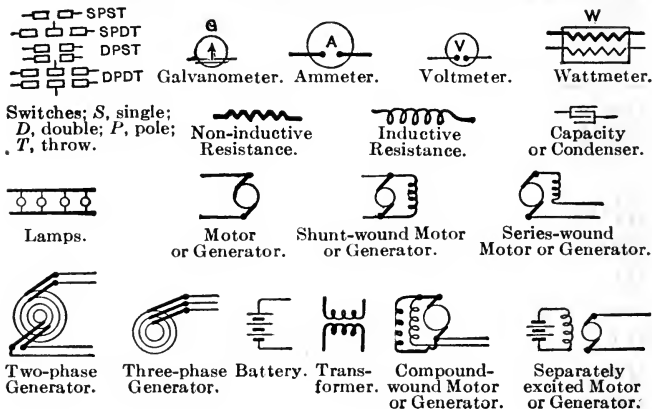 SPST
SPDT
DPST
DPDT
Switches; S, single;
D, double; P, pole;
T, throw.
G
Galvanometer.
A
Ammeter.
V
Voltmeter.
W
Wattmeter.
Non-inductive
Resistance.
Inductive
Resistance.
Capacity
or Condenser.
Lamps.
Motor
or Generator.
Shunt-wound Motor
or Generator.
Series-wound
Motor or Generator.
Two-phase
Generator.
Three-phase
Generator.
Battery.
Trans-
former.
Compound-
wound Motor
or Generator.
Separately
excited Motor
or Generator.